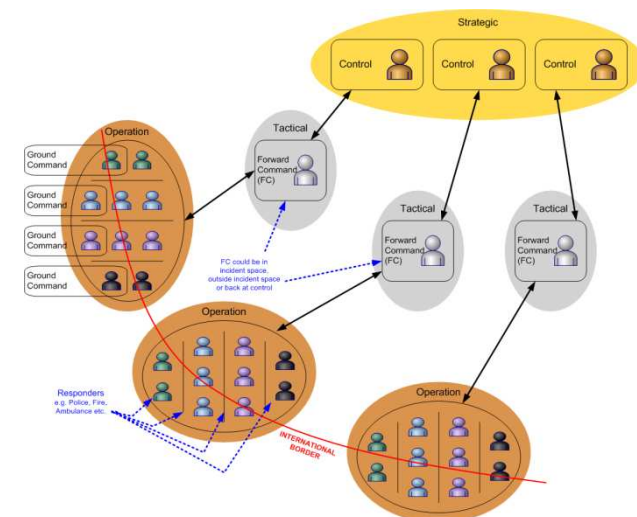 Strategic
Control
Control
Control
Tactical
Forward
Command
(FC)
Operation
Ground
Command
Ground
Command
Ground
Command
Ground
Command
Tactical
Forward
Command
(FC)
Tactical
Forward
Command
(FC)
FC could be in
incident space,
outside incident space
or back at control
Operation
Responders
e.g. Police, Fire,
Ambulance etc.
INTERNATIONAL
BORDER
Operation